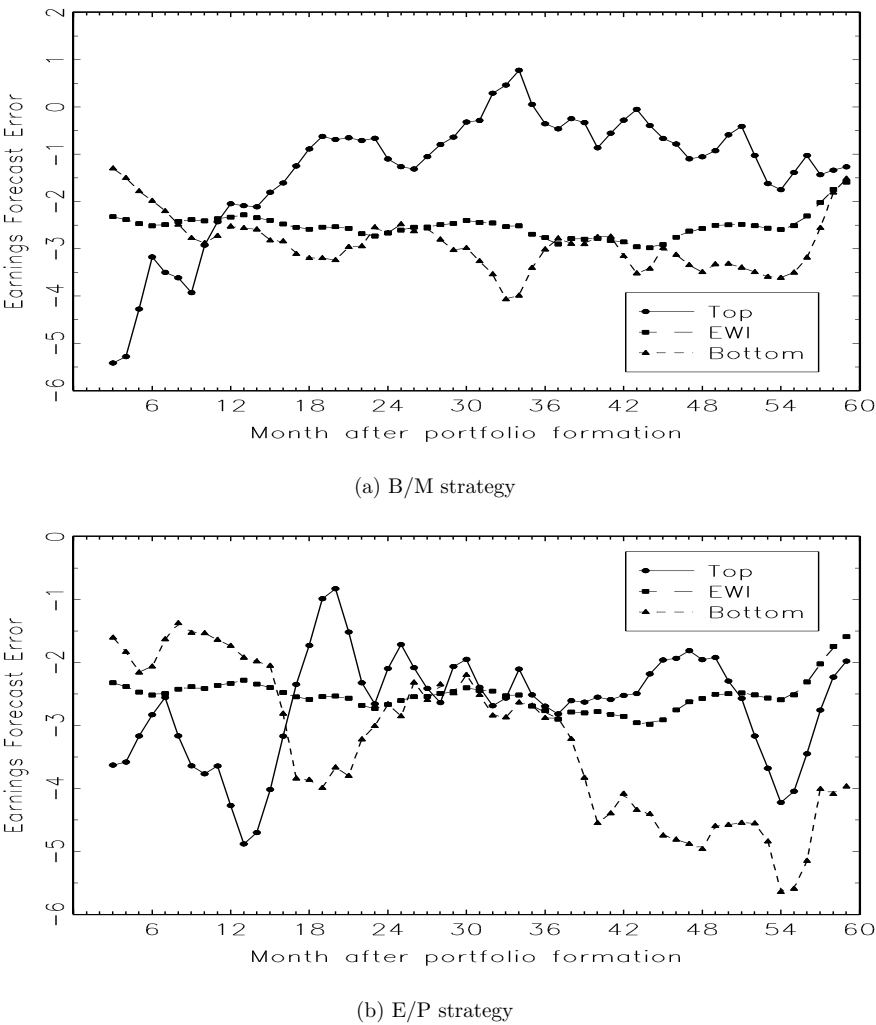 2
1
0
-1
-2
-3
-4
-5
-6
Earnings Forecast Error
Top
EWI
Bottom
6 12 18 24 30 36 42 48 54 60
Month after portfolio formation
(a) B/M strategy
0
-1
-2
-3
-4
-5
-6
Earnings Forecast Error
Top
EWI
Bottom
6 12 18 24 30 36 42 48 54 60
Month after portfolio formation
(b) E/P strategy